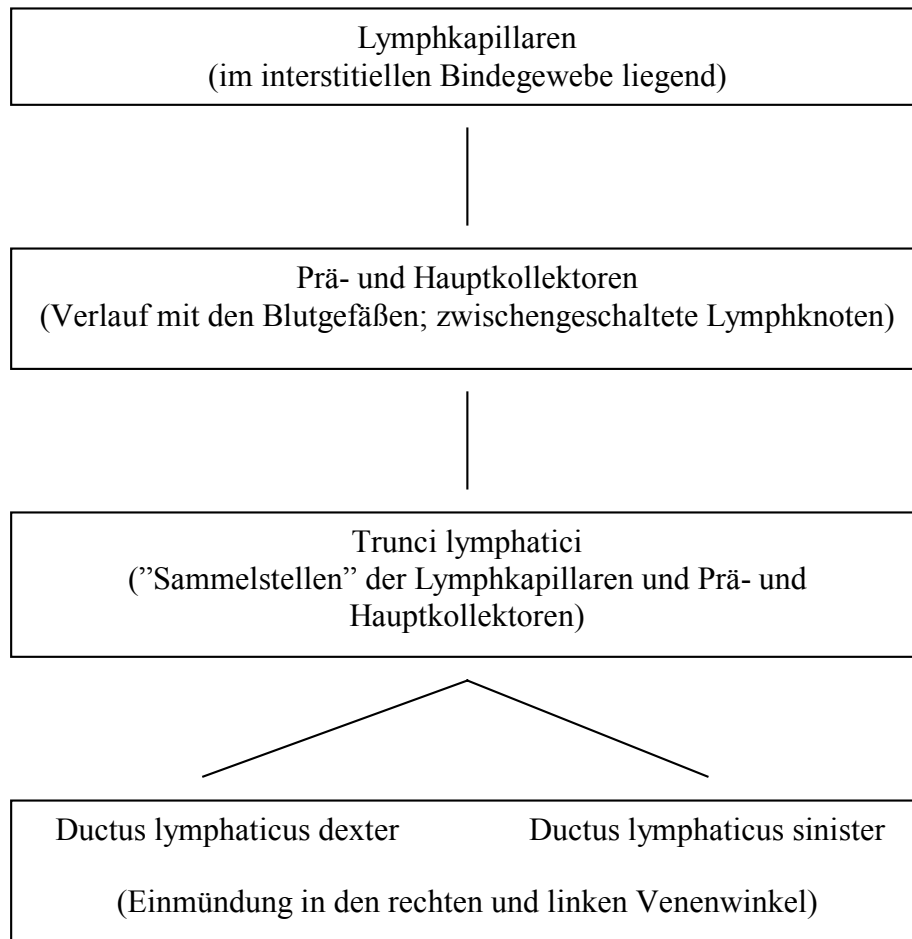 Lymphkapillaren
(im interstitiellen Bindegewebe liegend)
Prä- und Hauptkollektoren
(Verlauf mit den Blutgefäßen; zwischengeschaltete Lymphknoten)
Trunci lymphatici
(”Sammelstellen” der Lymphkapillaren und Prä- und
Hauptkollektoren)
Ductus lymphaticus dexter Ductus lymphaticus sinister
(Einmündung in den rechten und linken Venenwinkel)